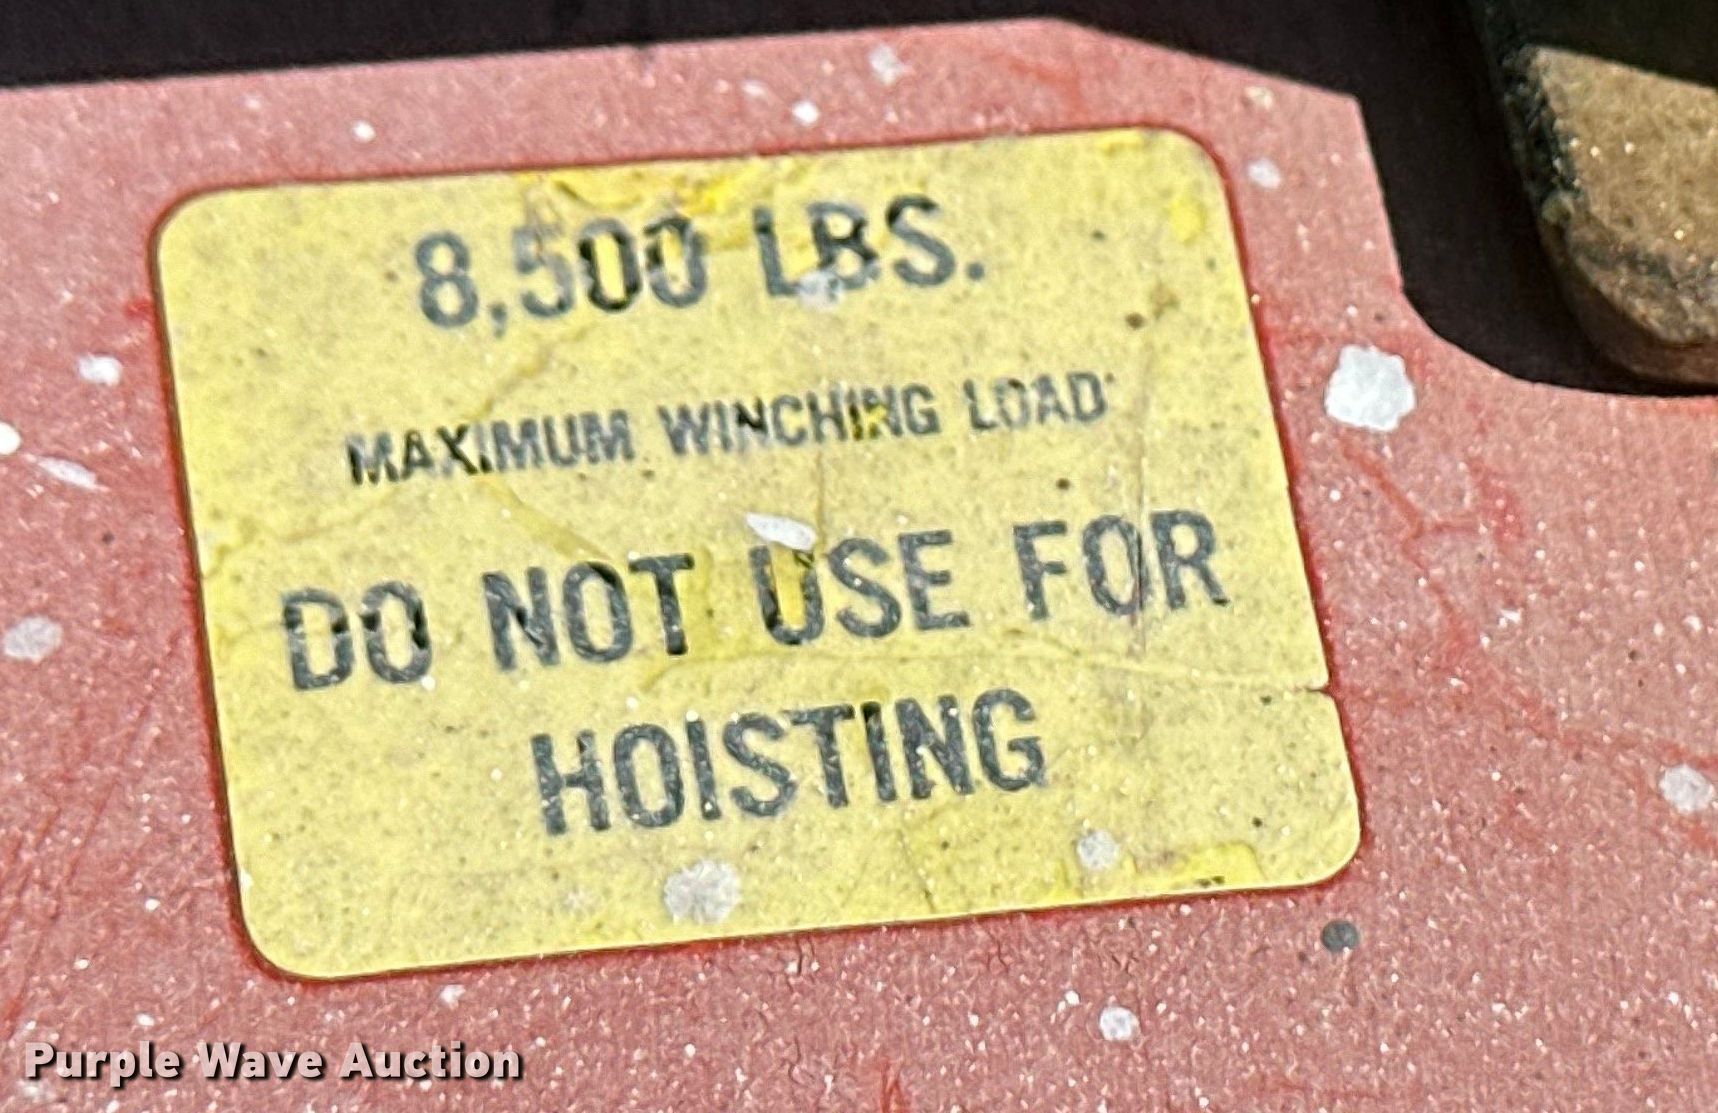 8,500 LBS.
MAXIMUM WINCHING LOAD
DO NOT USE FOR
HOISTING
Purple Wave Auction